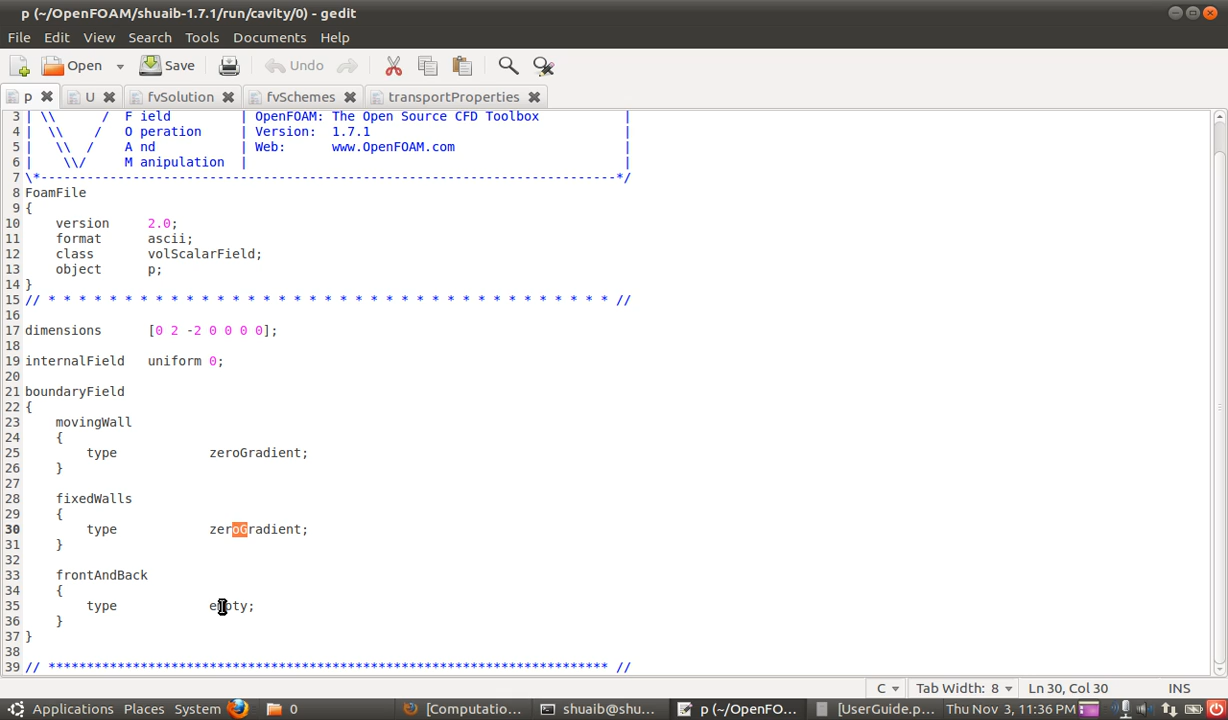 p (~/OpenFOAM/shuaib-1.7.1/run/cavity/0) - gedit
File Edit View Search Tools Documents Help
Open Save Undo
p U fvSolution fvSchemes transportProperties
3 | \\ / F ield | OpenFOAM: The Open Source CFD Toolbox |
4 | \\ / O peration | Version: 1.7.1 |
5 | \\ / A nd | Web: www.OpenFOAM.com |
6 | \\/ M anipulation | |
7 \*---------------------------------------------------------------------------*/
8 FoamFile
9 {
10 version 2.0;
11 format ascii;
12 class volScalarField;
13 object p;
14 }
15 // * * * * * * * * * * * * * * * * * * * * * * * * * * * * * * * * * * * * * //
16
17 dimensions [0 2 -2 0 0 0 0];
18
19 internalField uniform 0;
20
21 boundaryField
22 {
23 movingWall
24 {
25 type zeroGradient;
26 }
27
28 fixedWalls
29 {
30 type zeroGradient;
31 }
32
33 frontAndBack
34 {
35 type empty;
36 }
37 }
38
39 // ************************************************************************* //
C Tab Width: 8 Ln 30, Col 30 INS
Applications Places System 0 [Computatio... shuaib@shu... p (~/OpenFO... [UserGuide.p... Thu Nov 3, 11:36 PM